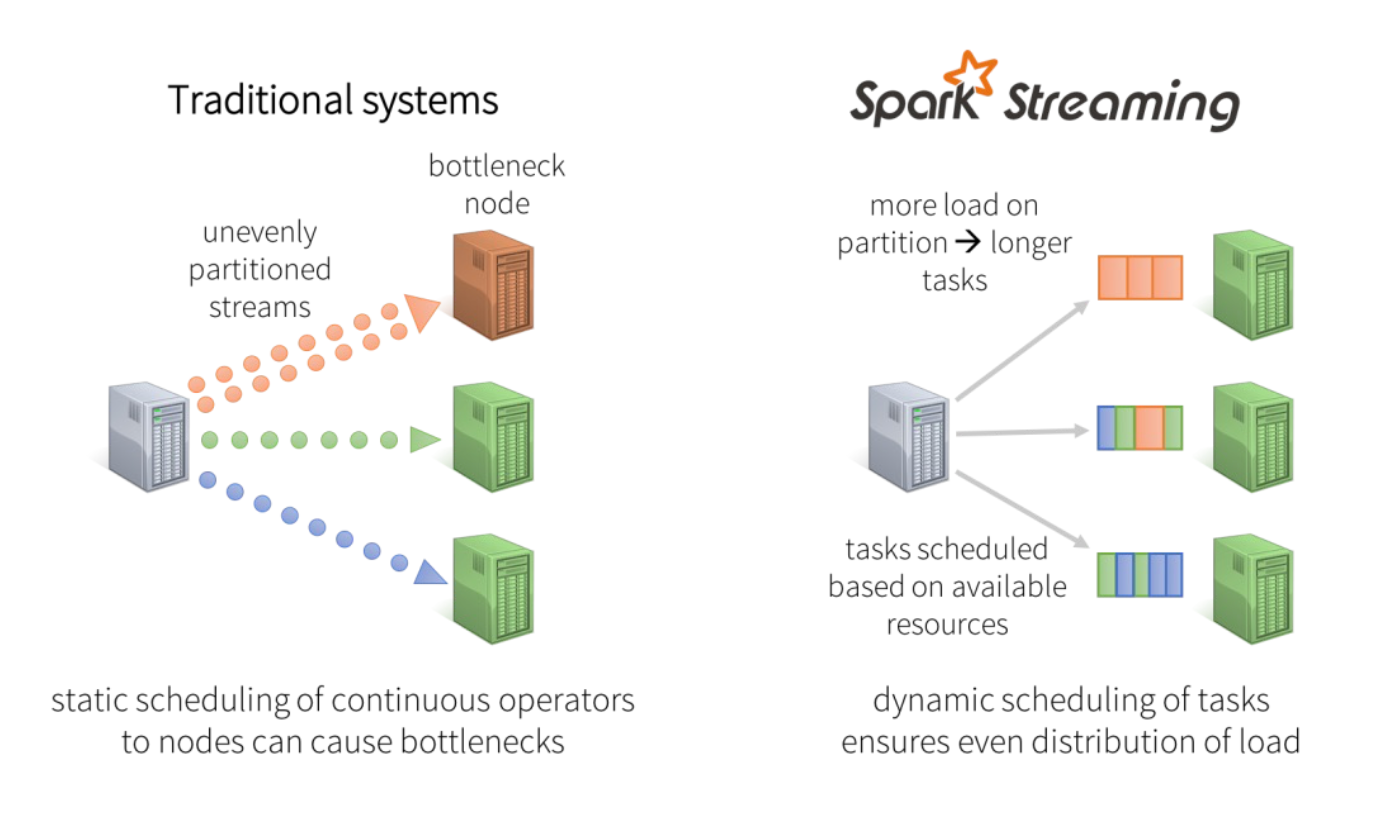 Traditional systems
bottleneck
node
unevenly
partitioned
streams
static scheduling of continuous operators
to nodes can cause bottlenecks
Spark Streaming
more load on
partition → longer
tasks
tasks scheduled
based on available
resources
dynamic scheduling of tasks
ensures even distribution of load